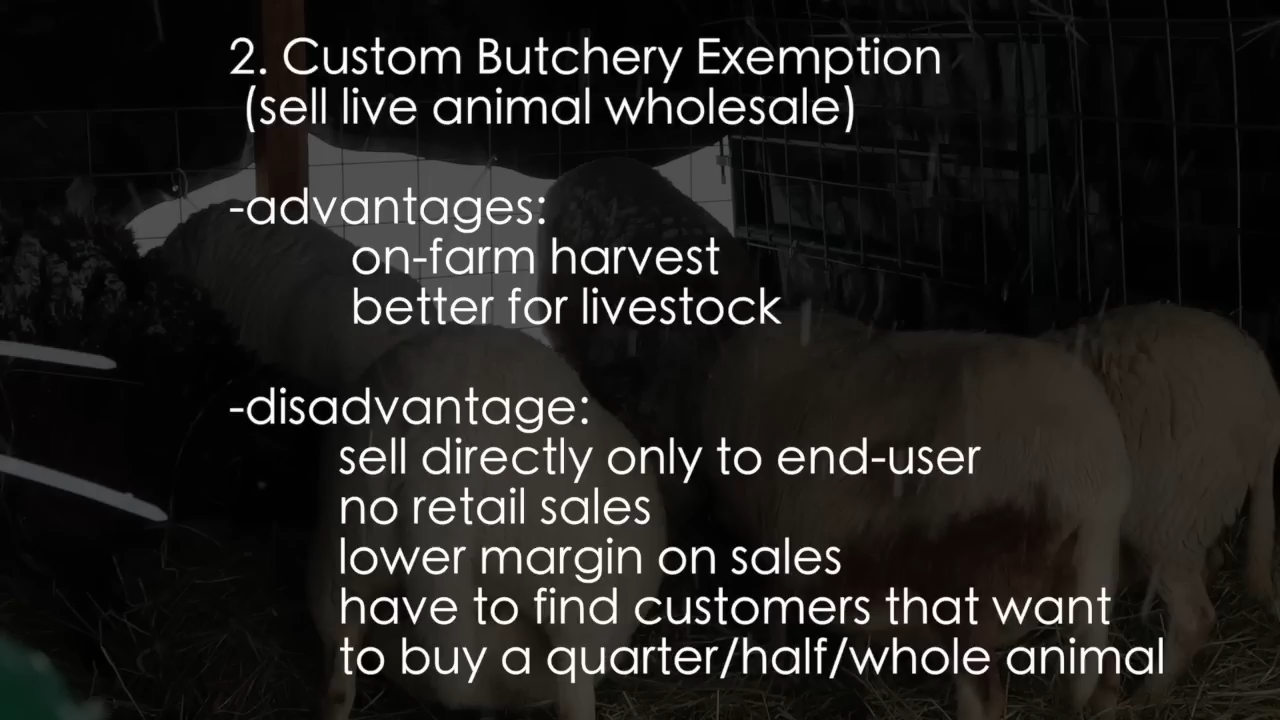 2. Custom Butchery Exemption
(sell live animal wholesale)
-advantages:
on-farm harvest
better for livestock
-disadvantage:
sell directly only to end-user
no retail sales
lower margin on sales
have to find customers that want
to buy a quarter/half/whole animal